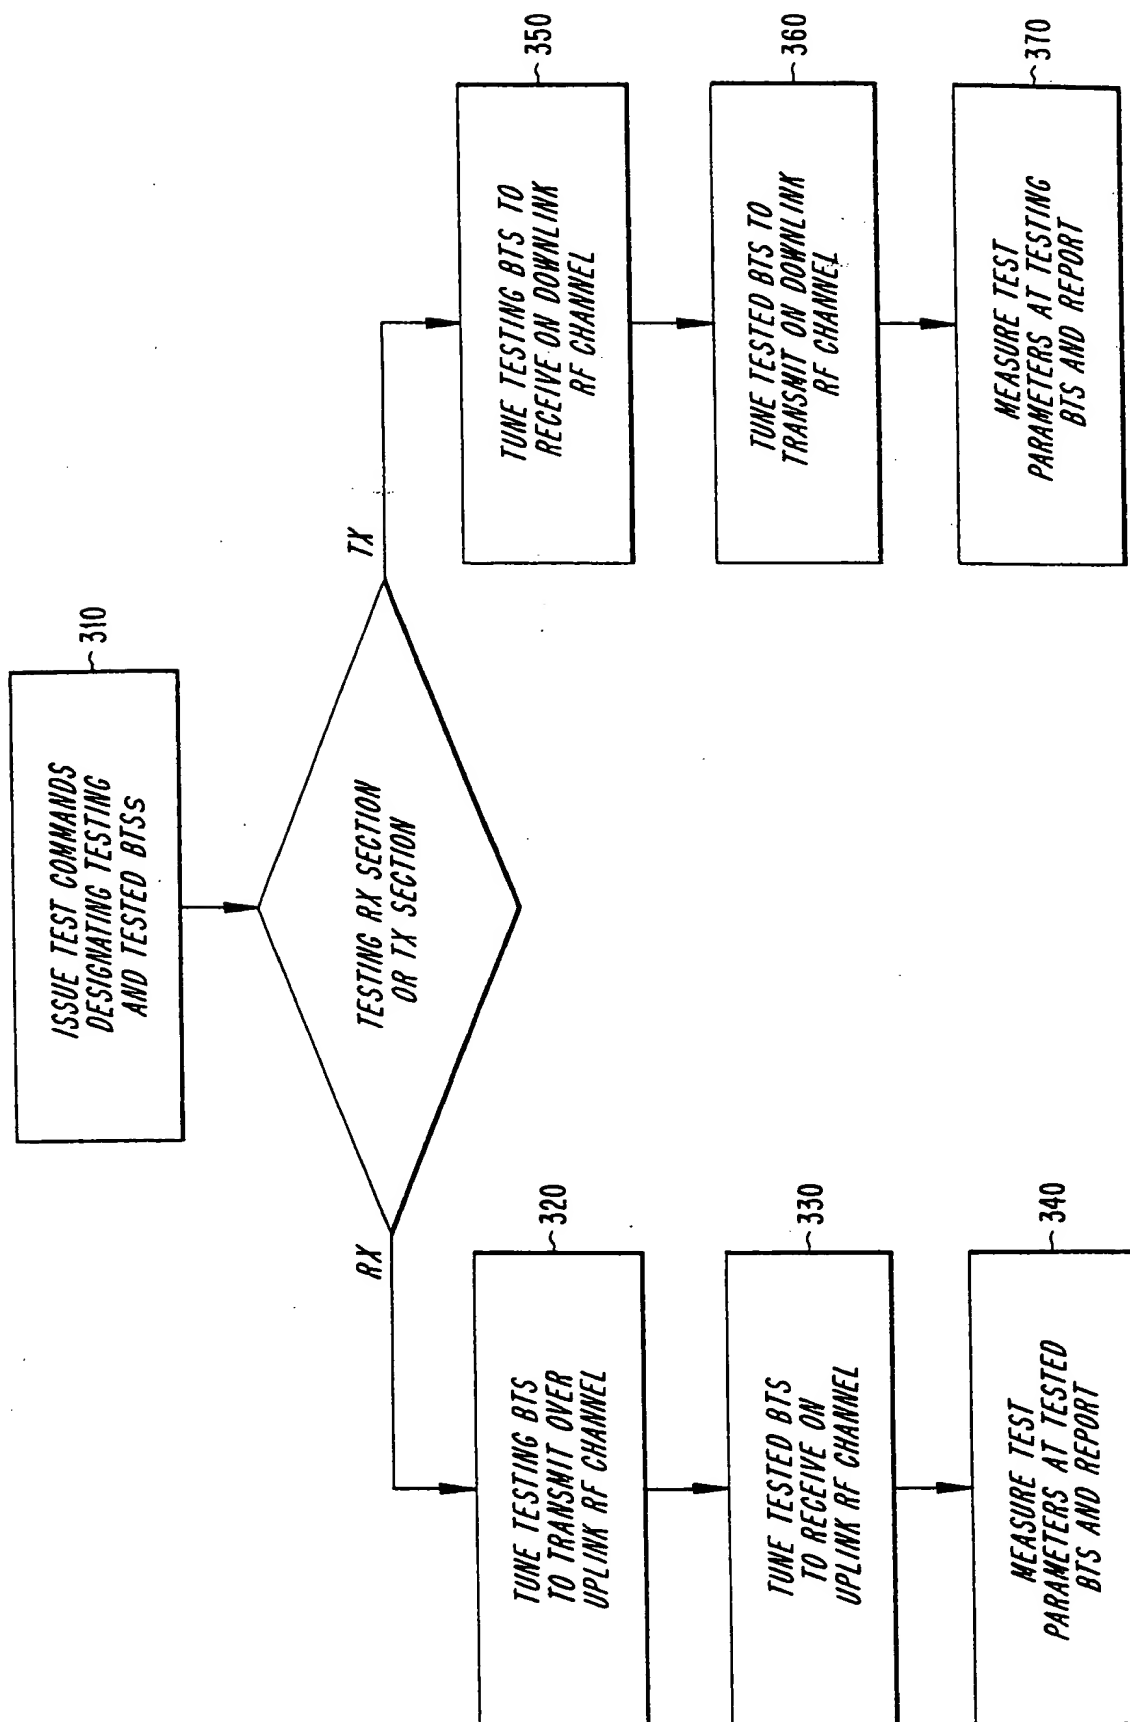 ISSUE TEST COMMANDS
DESIGNATING TESTING
AND TESTED BTSs
310
TESTING RX SECTION
OR TX SECTION
RX
TX
TUNE TESTING BTS
TO TRANSMIT OVER
UPLINK RF CHANNEL
320
TUNE TESTED BTS
TO RECEIVE ON
UPLINK RF CHANNEL
330
MEASURE TEST
PARAMETERS AT TESTED
BTS AND REPORT
340
TUNE TESTING BTS TO
RECEIVE ON DOWNLINK
RF CHANNEL
350
TUNE TESTED BTS TO
TRANSMIT ON DOWNLINK
RF CHANNEL
360
MEASURE TEST
PARAMETERS AT TESTING
BTS AND REPORT
370